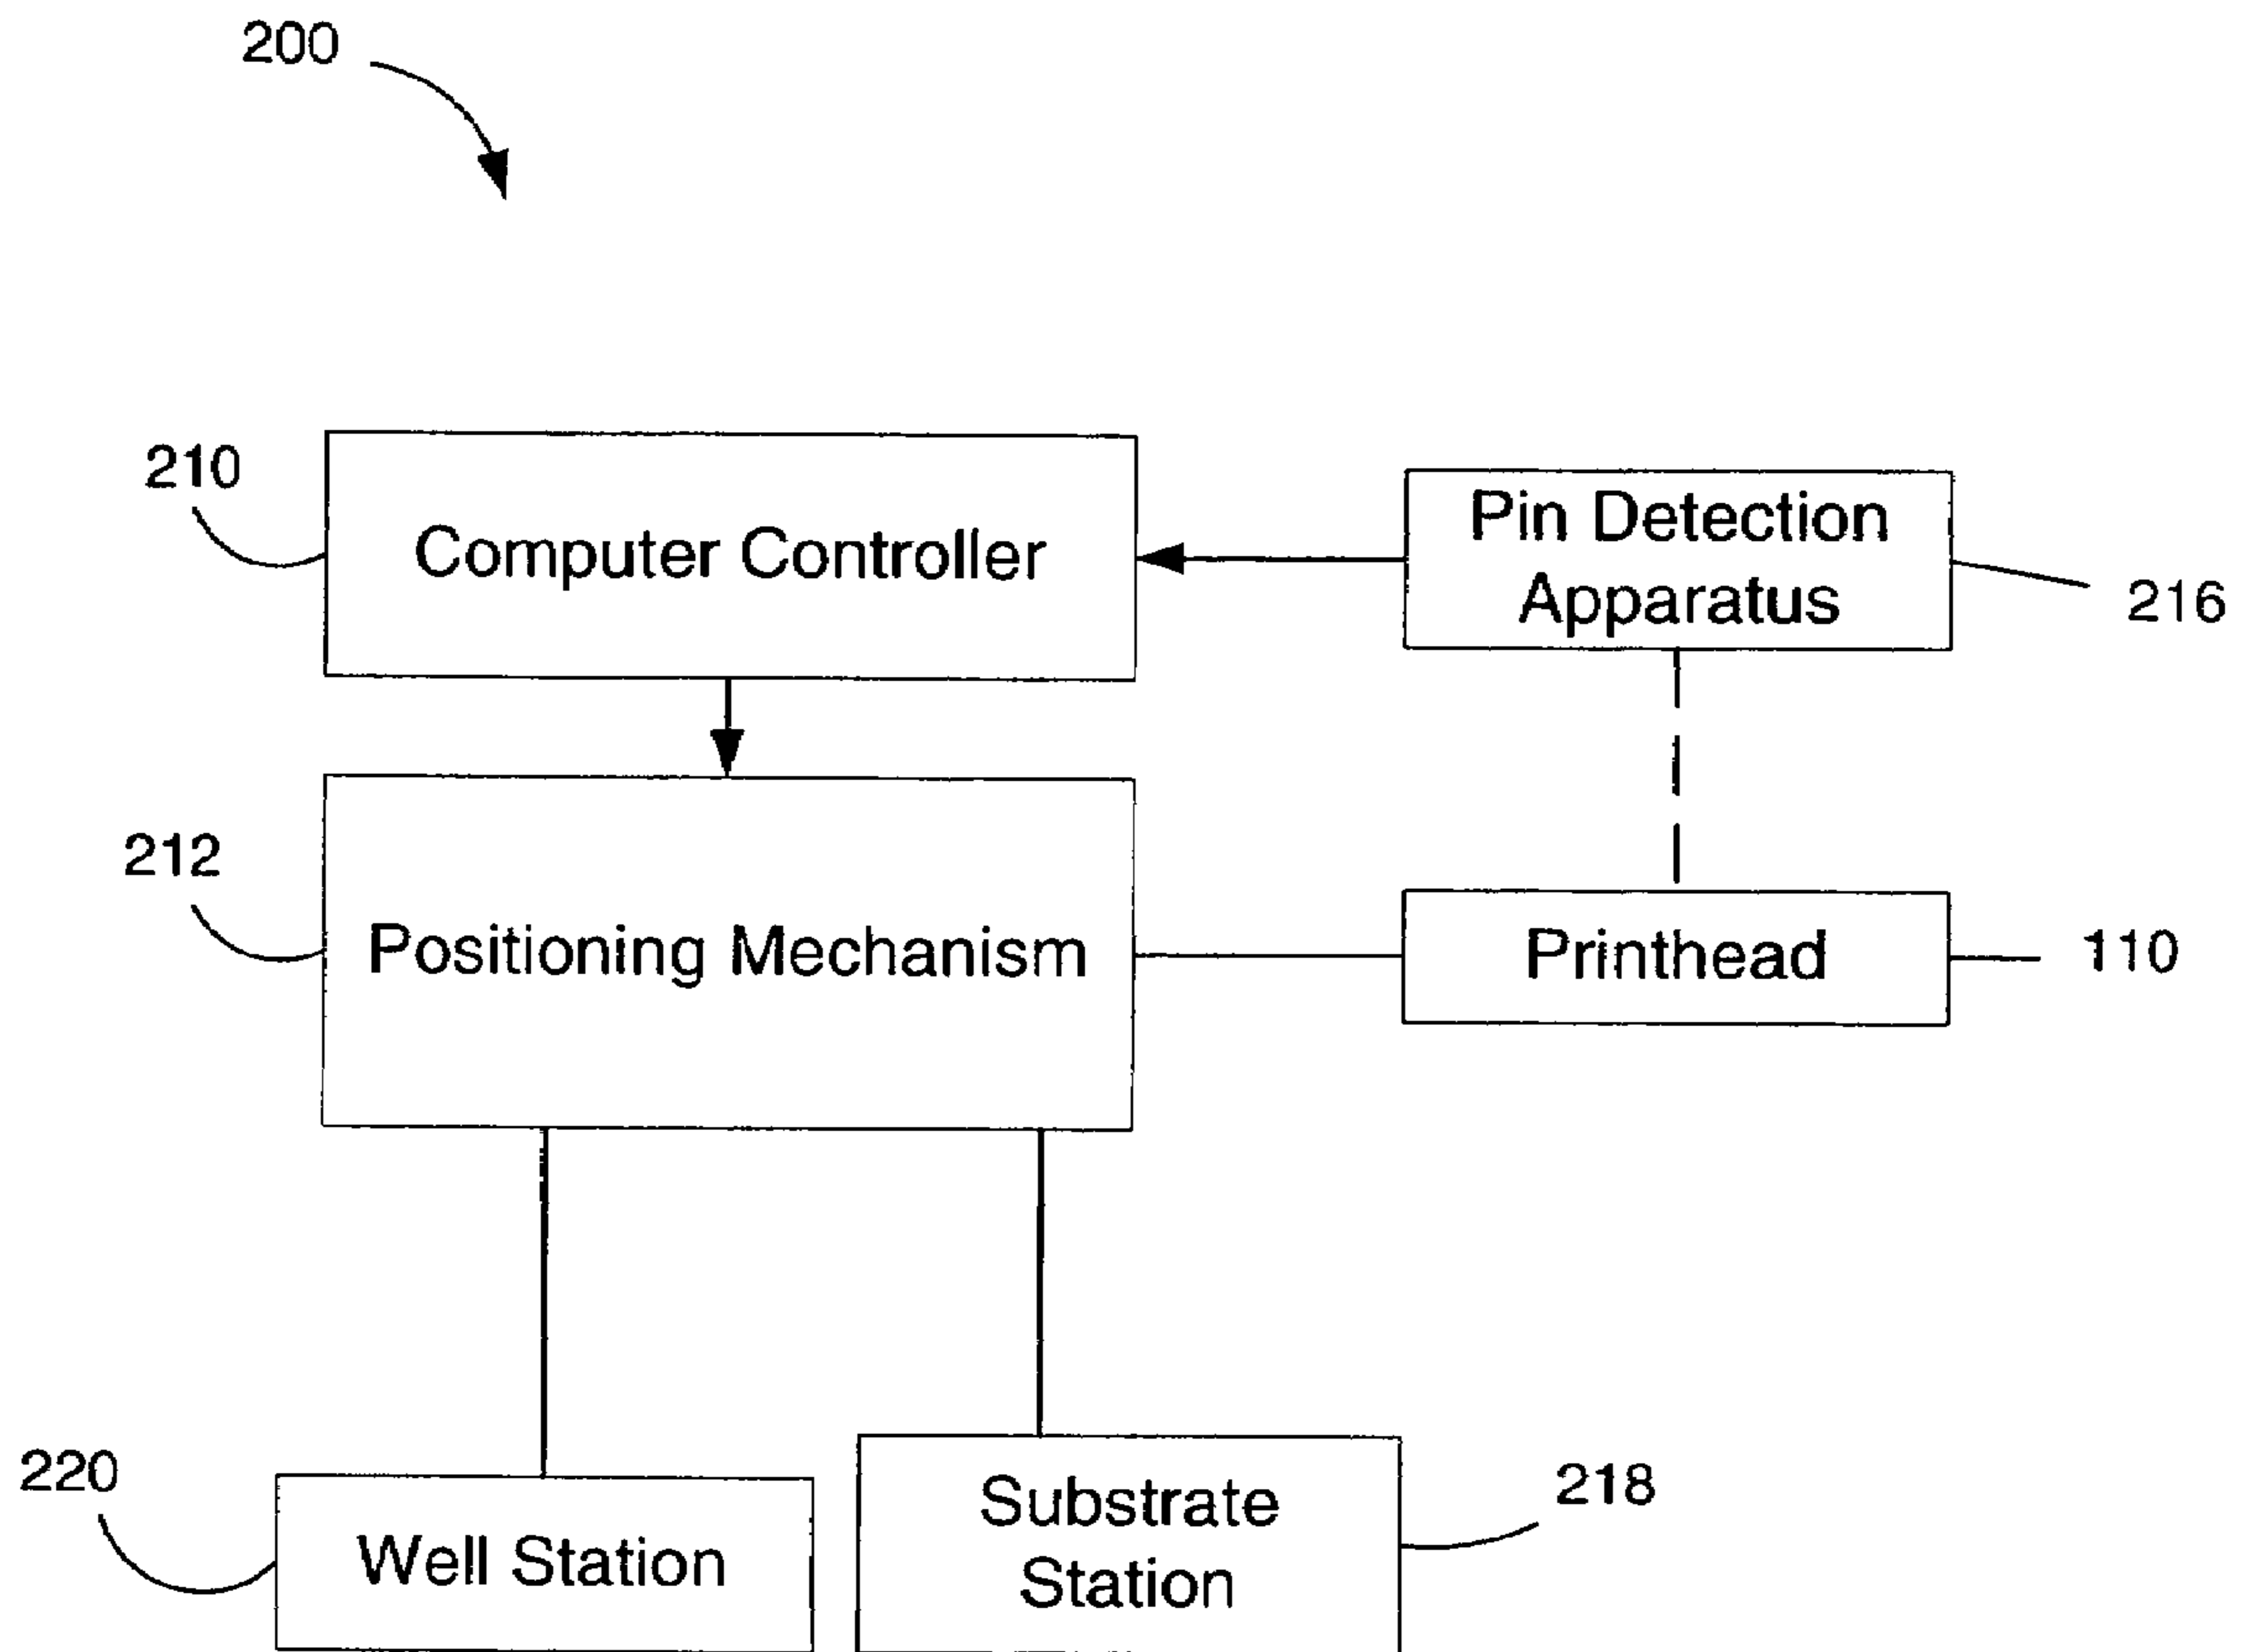 200
210
Computer Controller
Pin Detection
Apparatus
216
212
Positioning Mechanism
Printhead
110
220
Well Station
Substrate
Station
218